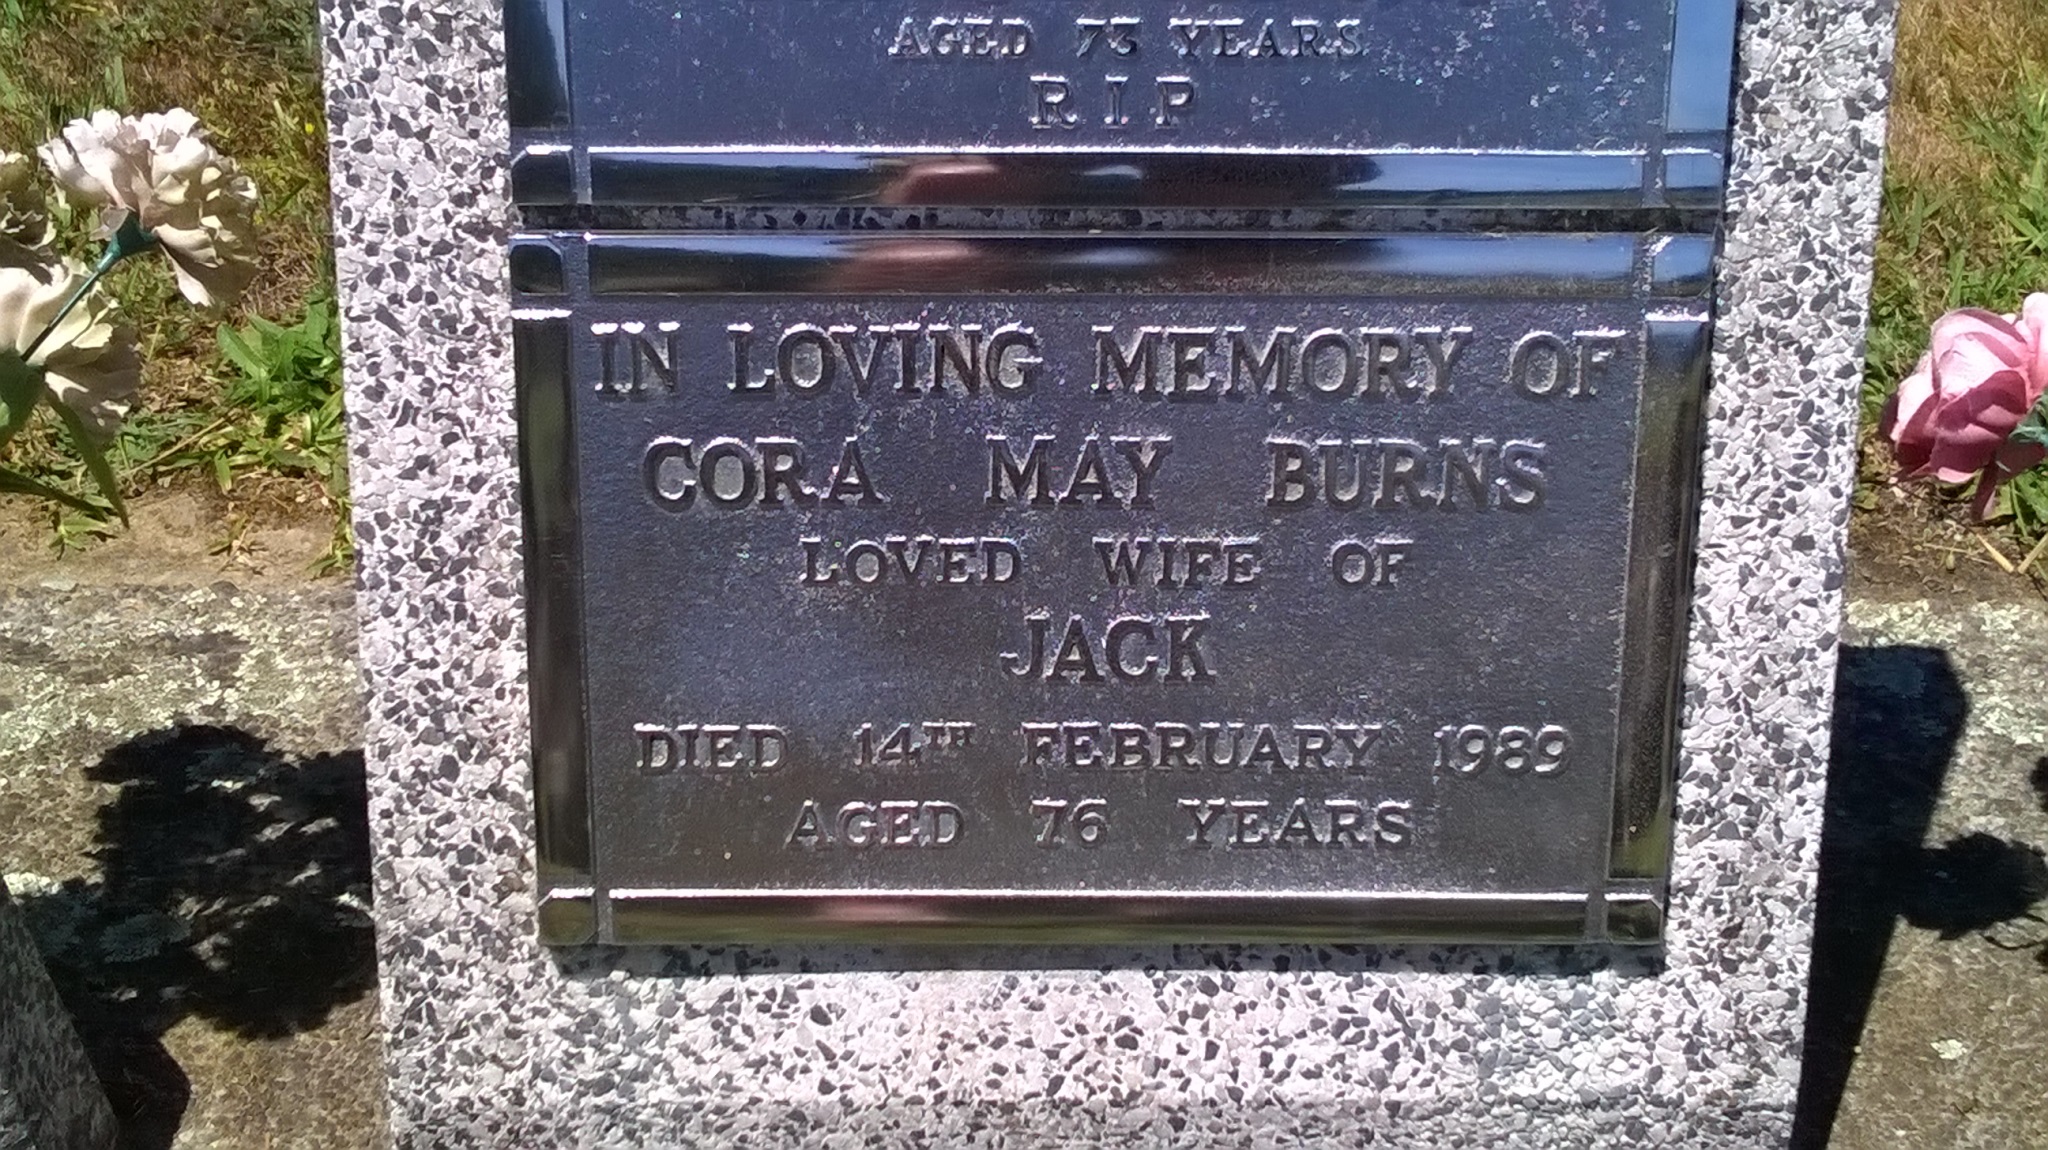 AGED 73 YEARS
R I P
IN LOVING MEMORY OF
CORA MAY BURNS
LOVED WIFE OF
JACK
DIED 14TH FEBRUARY 1989
AGED 76 YEARS